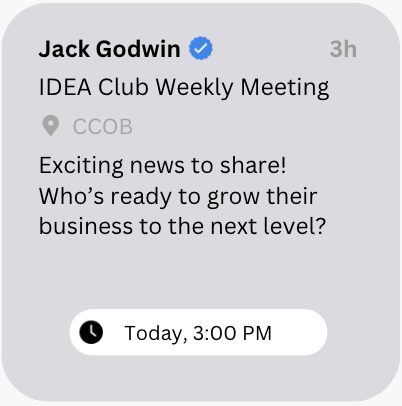 Jack Godwin 3h
IDEA Club Weekly Meeting
CCOB
Exciting news to share!
Who’s ready to grow their
business to the next level?
Today, 3:00 PM